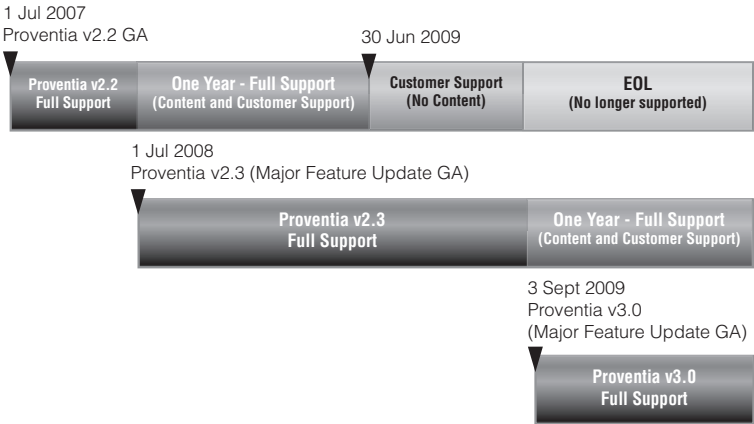 1 Jul 2007
Proventia v2.2 GA
30 Jun 2009
Proventia v2.2
Full Support
One Year - Full Support
(Content and Customer Support)
Customer Support
(No Content)
EOL
(No longer supported)
1 Jul 2008
Proventia v2.3 (Major Feature Update GA)
Proventia v2.3
Full Support
One Year - Full Support
(Content and Customer Support)
3 Sept 2009
Proventia v3.0
(Major Feature Update GA)
Proventia v3.0
Full Support